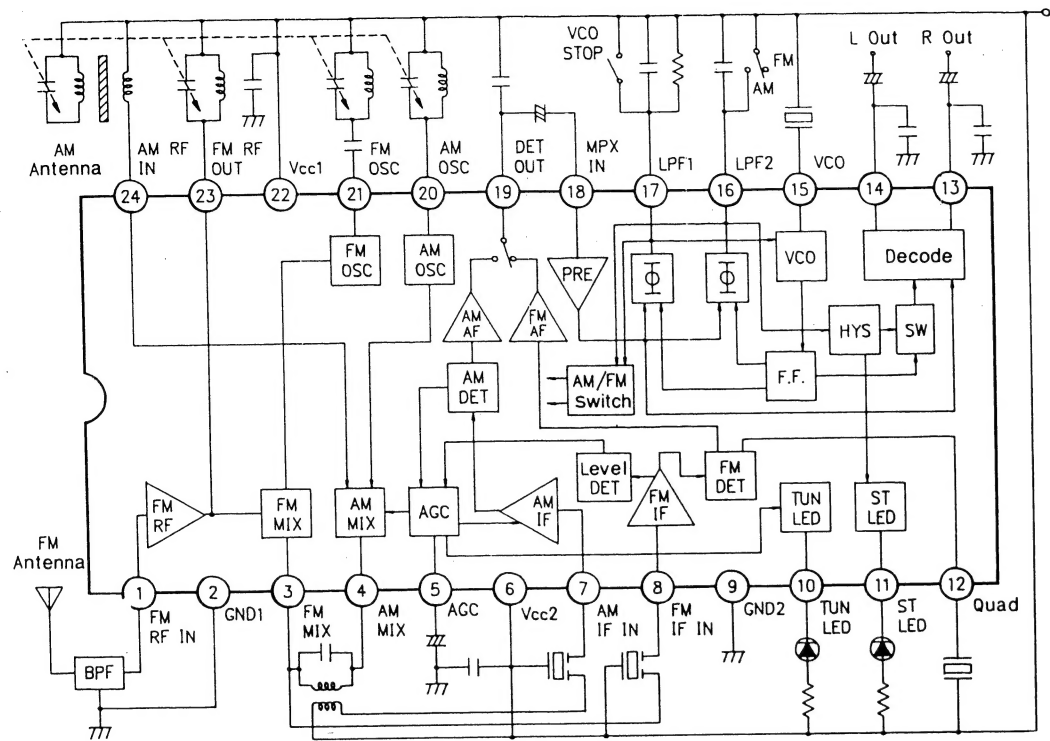 VCO
STOP
FM
AM
L Out
R Out
AM
Antenna
AM
IN
AM RF
OUT
FM RF
Vcc1
FM
OSC
AM
OSC
DET
OUT
MPX
IN
LPF1
LPF2
VCO
24
23
22
21
20
19
18
17
16
15
14
13
FM
OSC
AM
OSC
PRE
Φ
Φ
VCO
Decode
AM
AF
FM
AF
HYS
SW
AM
DET
AM/FM
Switch
F.F.
Level
DET
FM
DET
FM
RF
FM
MIX
AM
MIX
AGC
AM
IF
FM
IF
TUN
LED
ST
LED
FM
Antenna
1
2
3
4
5
6
7
8
9
10
11
12
FM
RF IN
GND1
FM
MIX
AM
MIX
AGC
Vcc2
AM
IF IN
FM
IF IN
GND2
TUN
LED
ST
LED
Quad
BPF